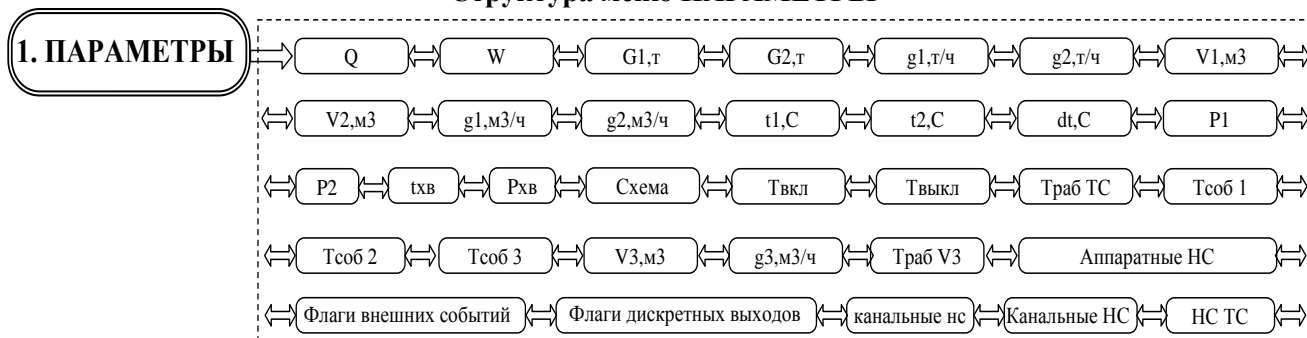 1. ПАРАМЕТРЫ
Q W G1,т G2,т g1,т/ч g2,т/ч V1,м3
V2,м3 g1,м3/ч g2,м3/ч t1,C t2,C dt,C P1
P2 tхв Pхв Схема Твкл Твыкл Траб ТС Тсоб 1
Тсоб 2 Тсоб 3 V3,м3 g3,м3/ч Траб V3 Аппаратные НС
Флаги внешних событий Флаги дискретных выходов канальные нс Канальные НС НС ТС